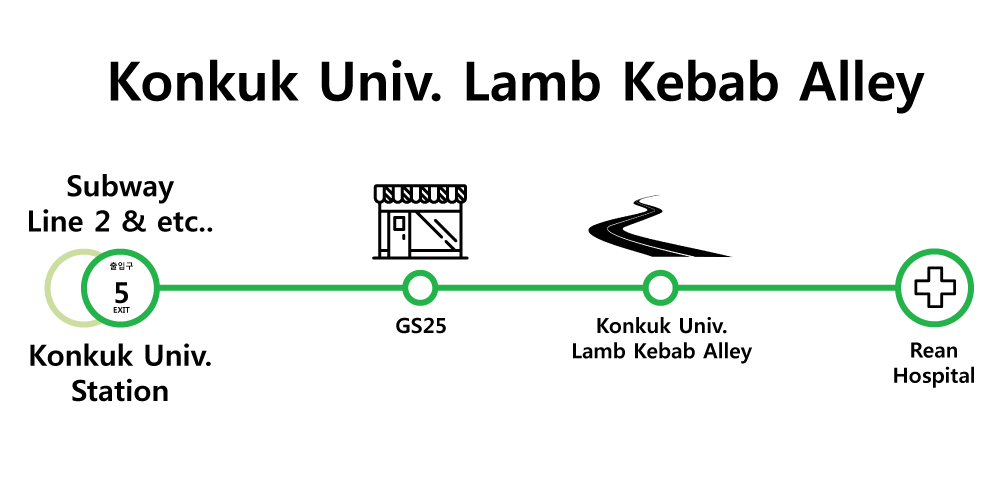 Konkuk Univ. Lamb Kebab Alley
Subway
Line 2 & etc..
출입구
5
EXIT
Konkuk Univ.
Station
GS25
Konkuk Univ.
Lamb Kebab Alley
Rean
Hospital